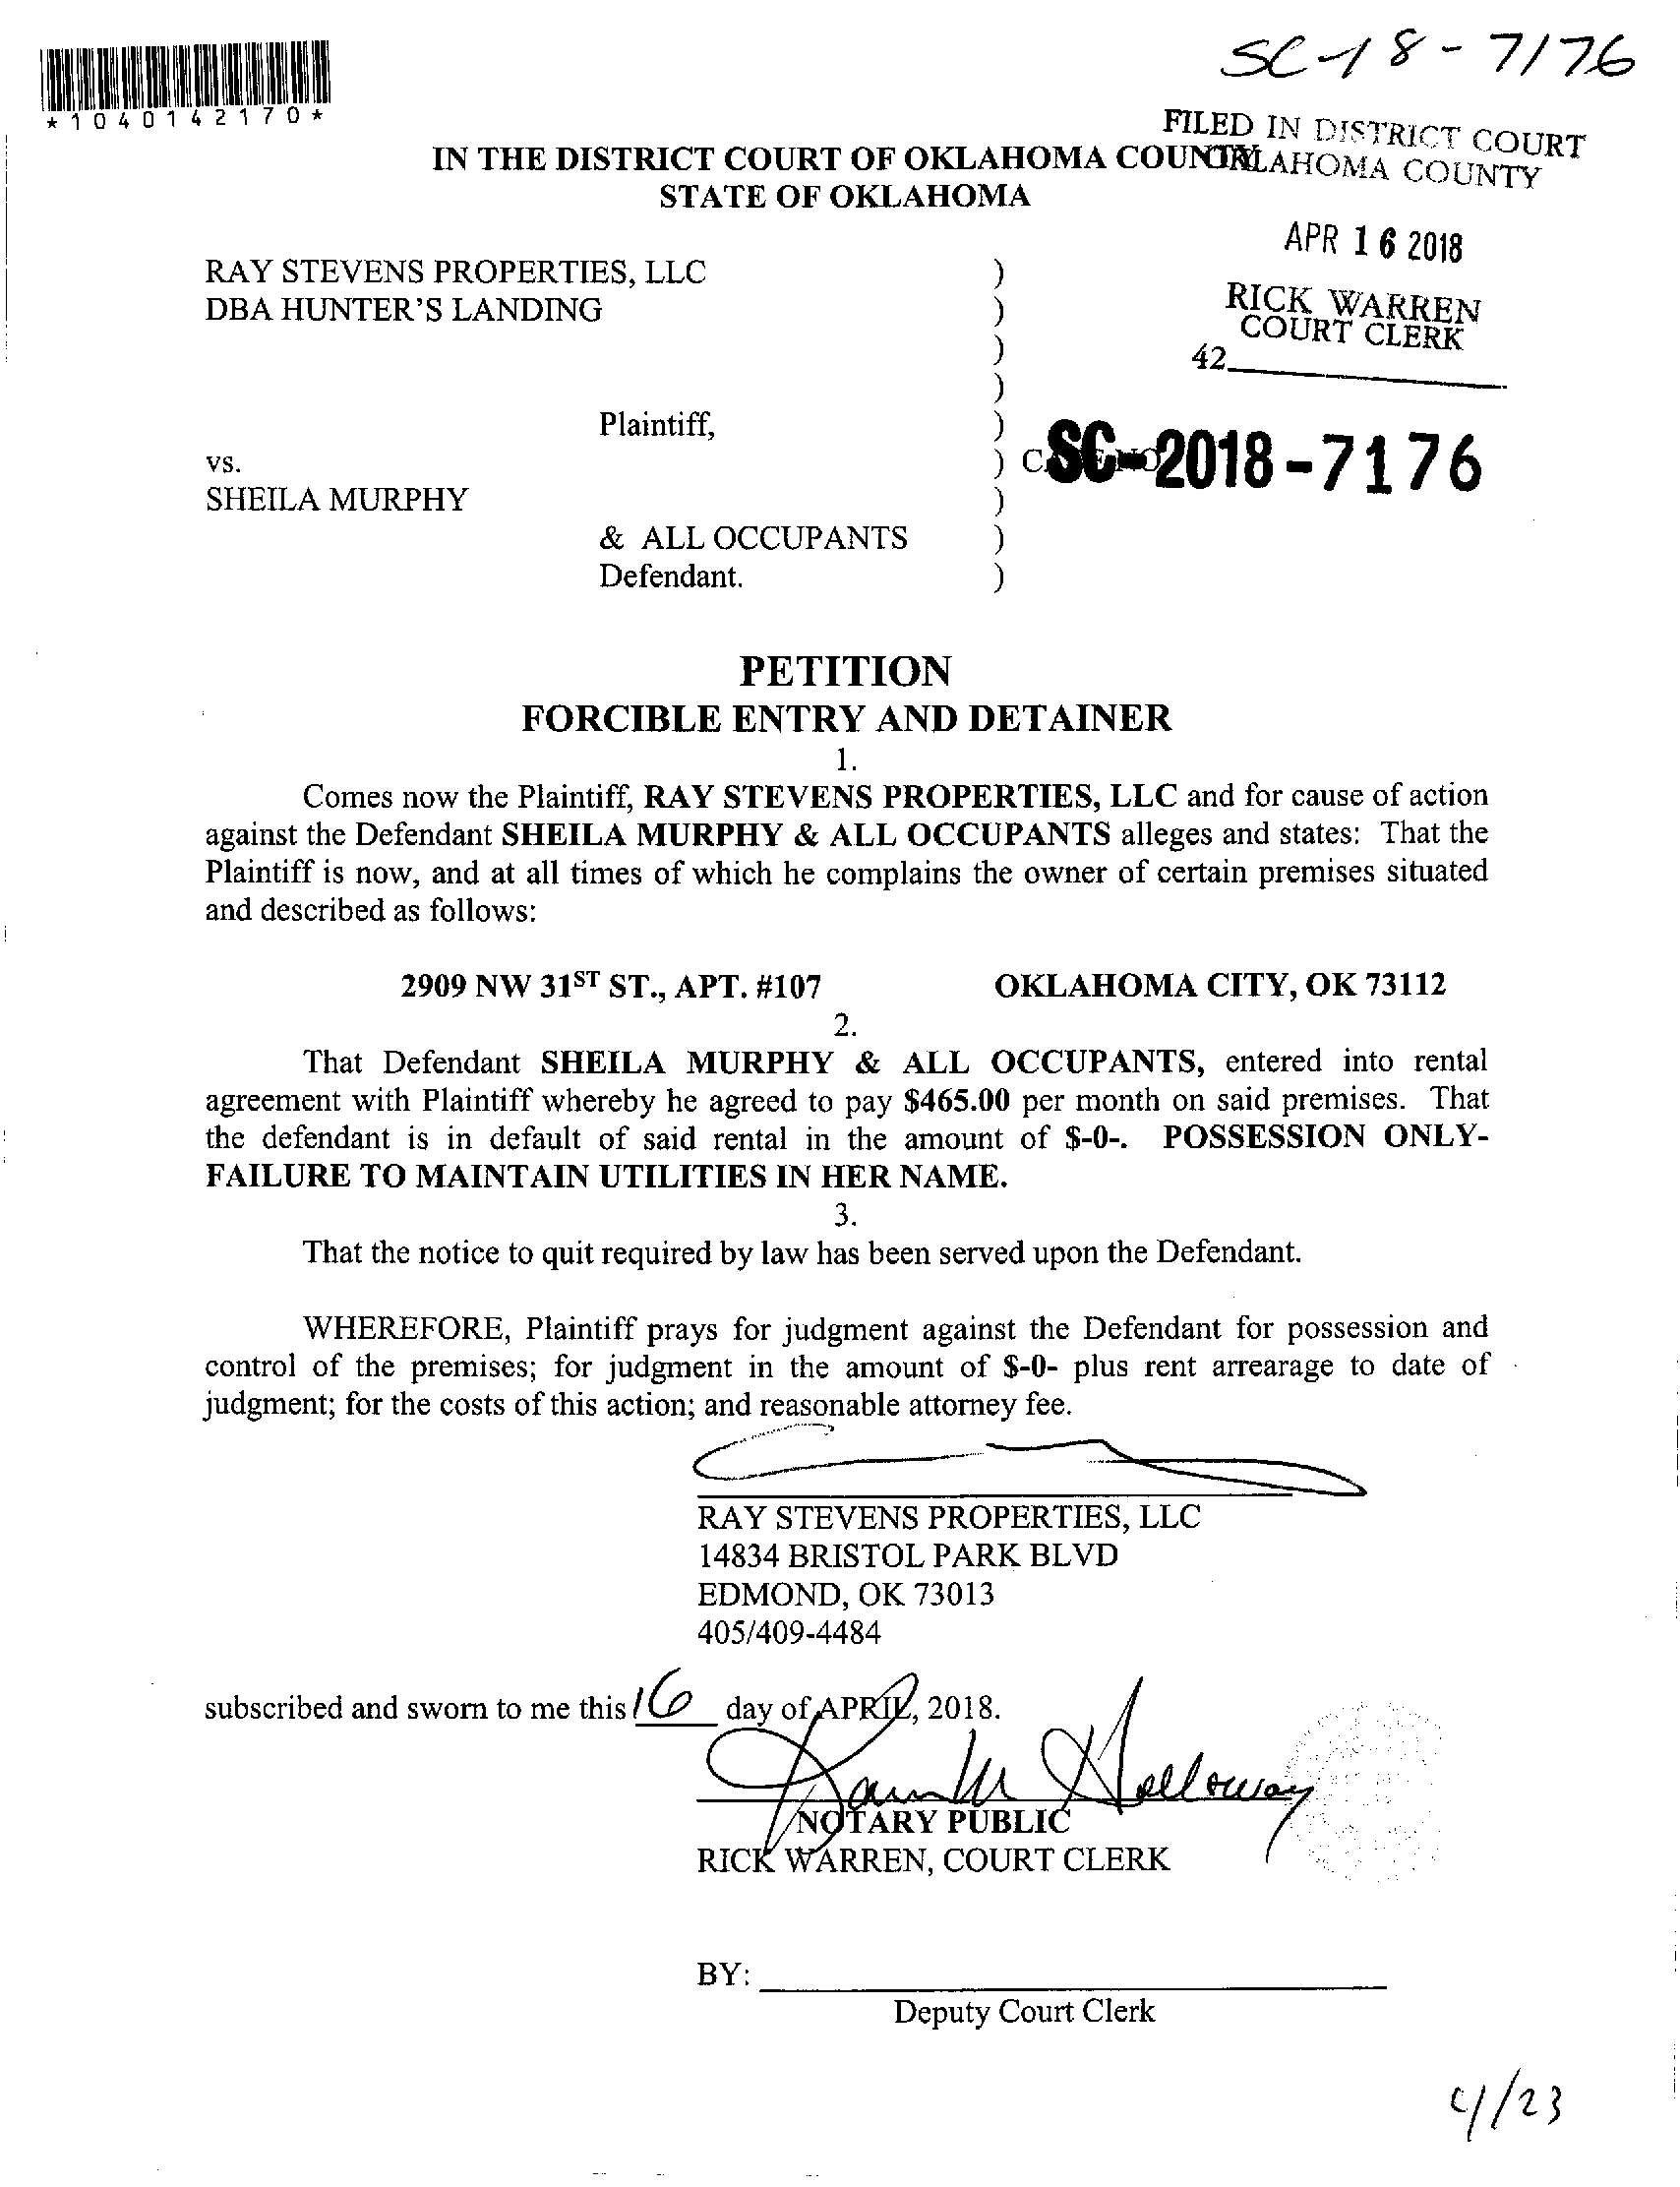 SC-18-7176
*1040142170*
FILED IN DISTRICT COURT
OKLAHOMA COUNTY
IN THE DISTRICT COURT OF OKLAHOMA COUNTY
STATE OF OKLAHOMA
APR 16 2018
RICK WARREN
COURT CLERK
42
RAY STEVENS PROPERTIES, LLC )
DBA HUNTER'S LANDING )
)
)
Plaintiff, )
vs. ) CASE NO. SC-2018-7176
SHEILA MURPHY )
& ALL OCCUPANTS )
Defendant. )
PETITION
FORCIBLE ENTRY AND DETAINER
1.
Comes now the Plaintiff, RAY STEVENS PROPERTIES, LLC and for cause of action
against the Defendant SHEILA MURPHY & ALL OCCUPANTS alleges and states: That the
Plaintiff is now, and at all times of which he complains the owner of certain premises situated
and described as follows:
2909 NW 31ST ST., APT. #107 OKLAHOMA CITY, OK 73112
2.
That Defendant SHEILA MURPHY & ALL OCCUPANTS, entered into rental
agreement with Plaintiff whereby he agreed to pay $465.00 per month on said premises. That
the defendant is in default of said rental in the amount of $-0-. POSSESSION ONLY-
FAILURE TO MAINTAIN UTILITIES IN HER NAME.
3.
That the notice to quit required by law has been served upon the Defendant.
WHEREFORE, Plaintiff prays for judgment against the Defendant for possession and
control of the premises; for judgment in the amount of $-0- plus rent arrearage to date of
judgment; for the costs of this action; and reasonable attorney fee.
RAY STEVENS PROPERTIES, LLC
14834 BRISTOL PARK BLVD
EDMOND, OK 73013
405/409-4484
subscribed and sworn to me this 16 day of APRIL, 2018.
Holloway
NOTARY PUBLIC
RICK WARREN, COURT CLERK
BY:
Deputy Court Clerk
4/23